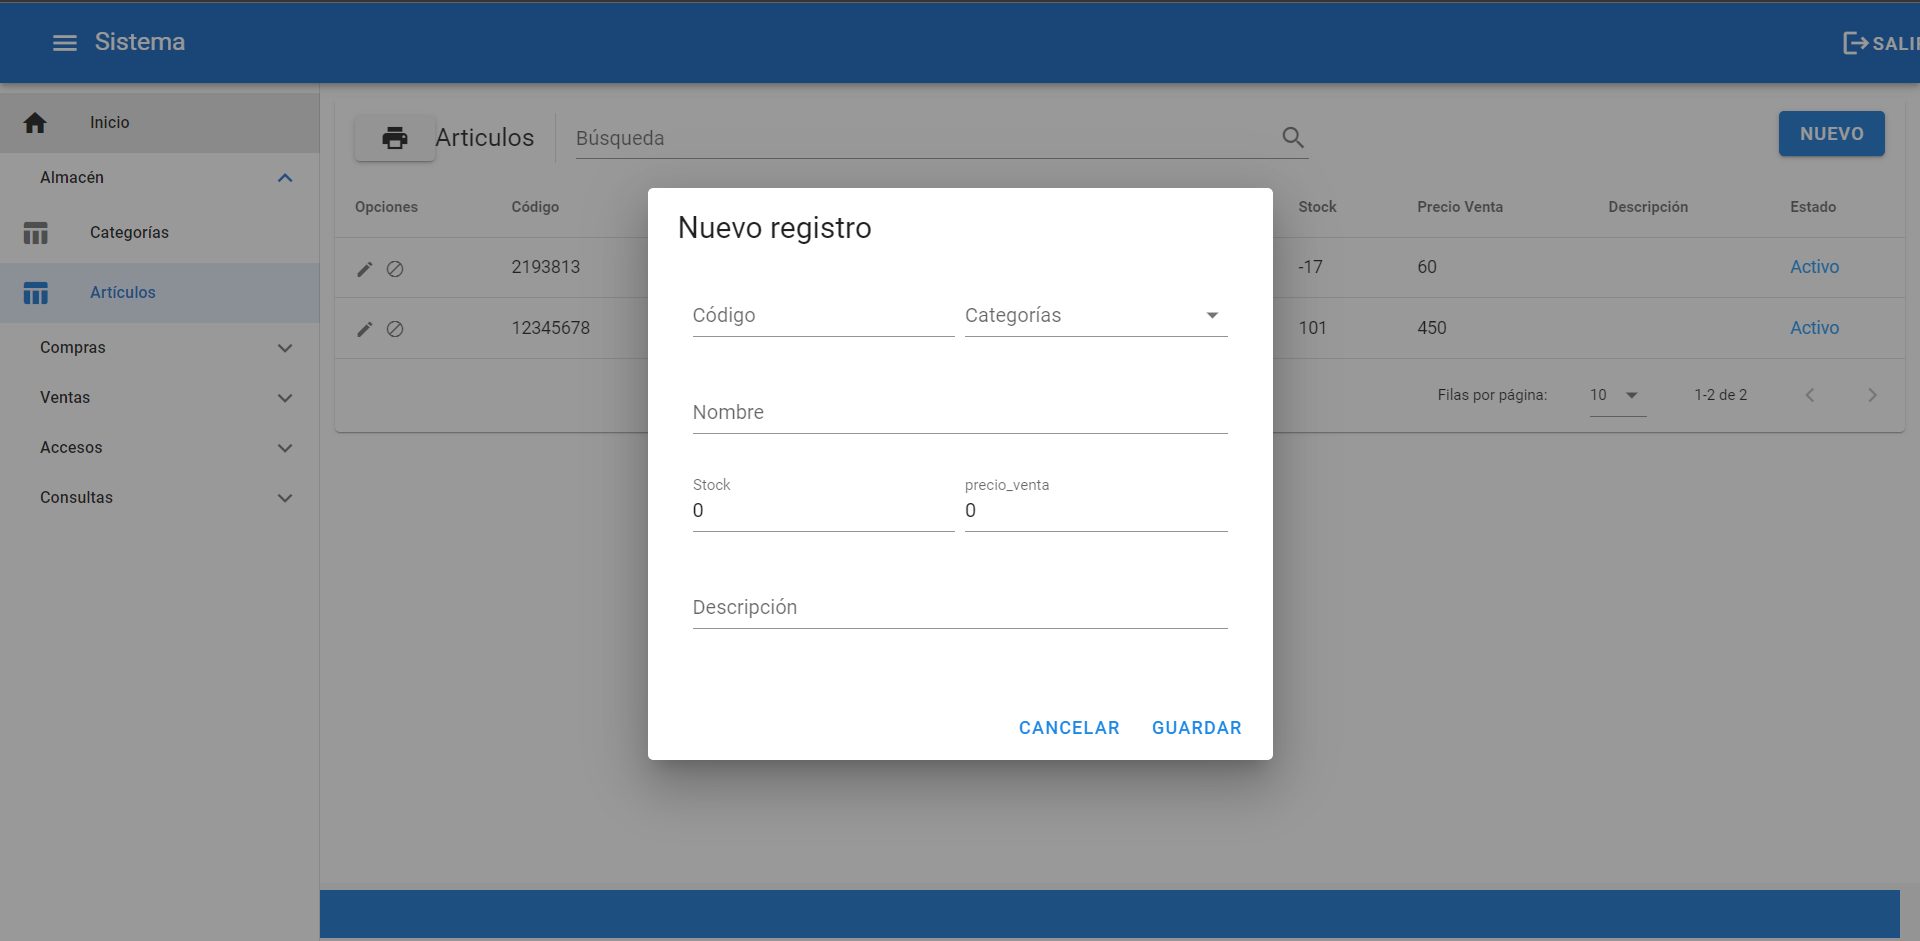 Sistema
SALI
Inicio
Almacén
Categorías
Artículos
Compras
Ventas
Accesos
Consultas
Articulos
Búsqueda
NUEVO
Opciones Código Stock Precio Venta Descripción Estado
2193813 -17 60 Activo
12345678 101 450 Activo
Filas por página: 10 1-2 de 2
Nuevo registro
Código Categorías
Nombre
Stock precio_venta
0 0
Descripción
CANCELAR GUARDAR